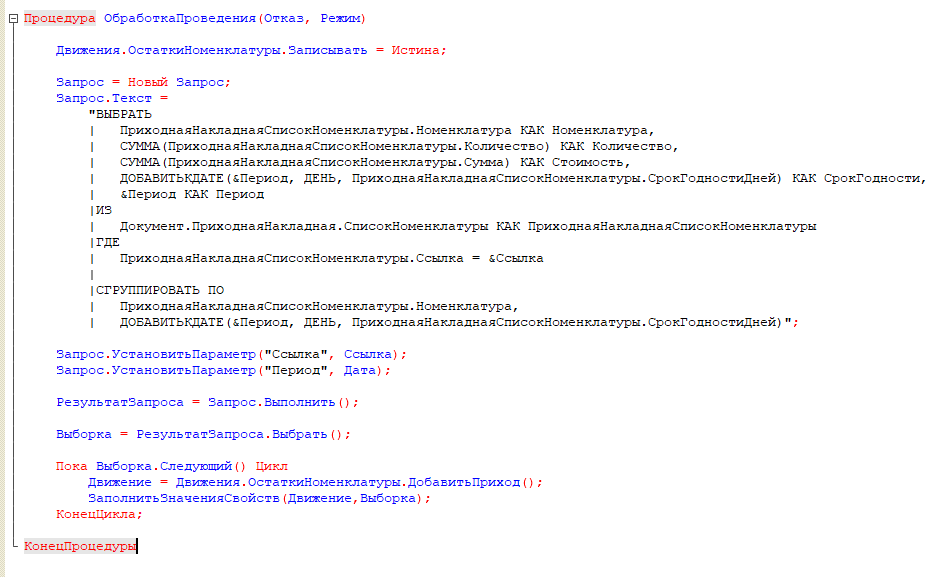 Процедура ОбработкаПроведения(Отказ, Режим)
Движения.ОстаткиНоменклатуры.Записывать = Истина;
Запрос = Новый Запрос;
Запрос.Текст =
"ВЫБРАТЬ
|   ПриходнаяНакладнаяСписокНоменклатуры.Номенклатура КАК Номенклатура,
|   СУММА(ПриходнаяНакладнаяСписокНоменклатуры.Количество) КАК Количество,
|   СУММА(ПриходнаяНакладнаяСписокНоменклатуры.Сумма) КАК Стоимость,
|   ДОБАВИТЬКДАТЕ(&Период, ДЕНЬ, ПриходнаяНакладнаяСписокНоменклатуры.СрокГодностиДней) КАК СрокГодности,
|   &Период КАК Период
|ИЗ
|   Документ.ПриходнаяНакладная.СписокНоменклатуры КАК ПриходнаяНакладнаяСписокНоменклатуры
|ГДЕ
|   ПриходнаяНакладнаяСписокНоменклатуры.Ссылка = &Ссылка
|
|СГРУППИРОВАТЬ ПО
|   ПриходнаяНакладнаяСписокНоменклатуры.Номенклатура,
|   ДОБАВИТЬКДАТЕ(&Период, ДЕНЬ, ПриходнаяНакладнаяСписокНоменклатуры.СрокГодностиДней)";
Запрос.УстановитьПараметр("Ссылка", Ссылка);
Запрос.УстановитьПараметр("Период", Дата);
РезультатЗапроса = Запрос.Выполнить();
Выборка = РезультатЗапроса.Выбрать();
Пока Выборка.Следующий() Цикл
Движение = Движения.ОстаткиНоменклатуры.ДобавитьПриход();
ЗаполнитьЗначенияСвойств(Движение,Выборка);
КонецЦикла;
КонецПроцедуры